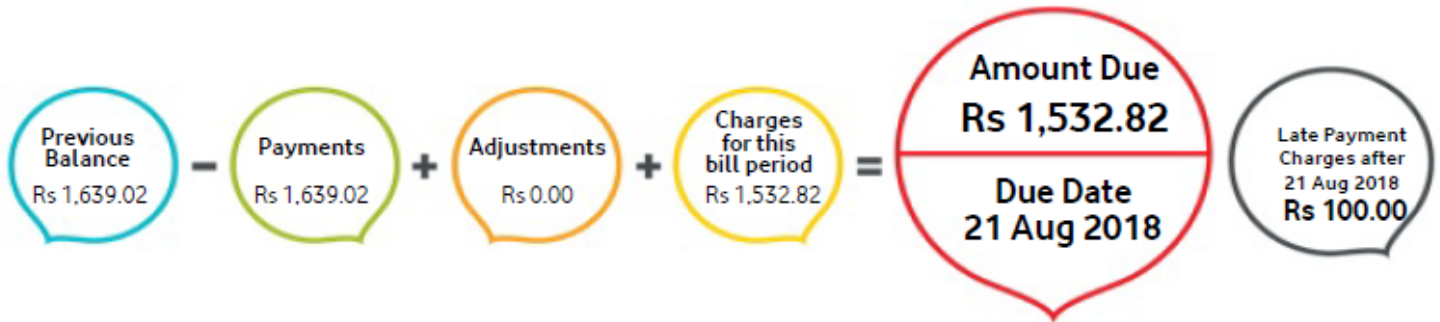 Previous
Balance
Rs 1,639.02
-
Payments
Rs 1,639.02
+
Adjustments
Rs 0.00
+
Charges
for this
bill period
Rs 1,532.82
=
Amount Due
Rs 1,532.82
Due Date
21 Aug 2018
Late Payment
Charges after
21 Aug 2018
Rs 100.00